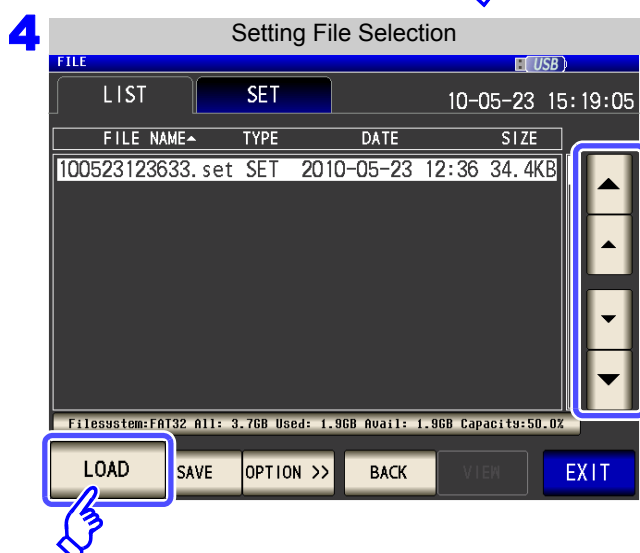 4
Setting File Selection
FILE USB
LIST SET 10-05-23 15:19:05
FILE NAME▲ TYPE DATE SIZE
100523123633.set SET 2010-05-23 12:36 34.4KB
Filesystem:FAT32 All: 3.7GB Used: 1.9GB Avail: 1.9GB Capacity:50.0%
LOAD SAVE OPTION >> BACK VIEW EXIT